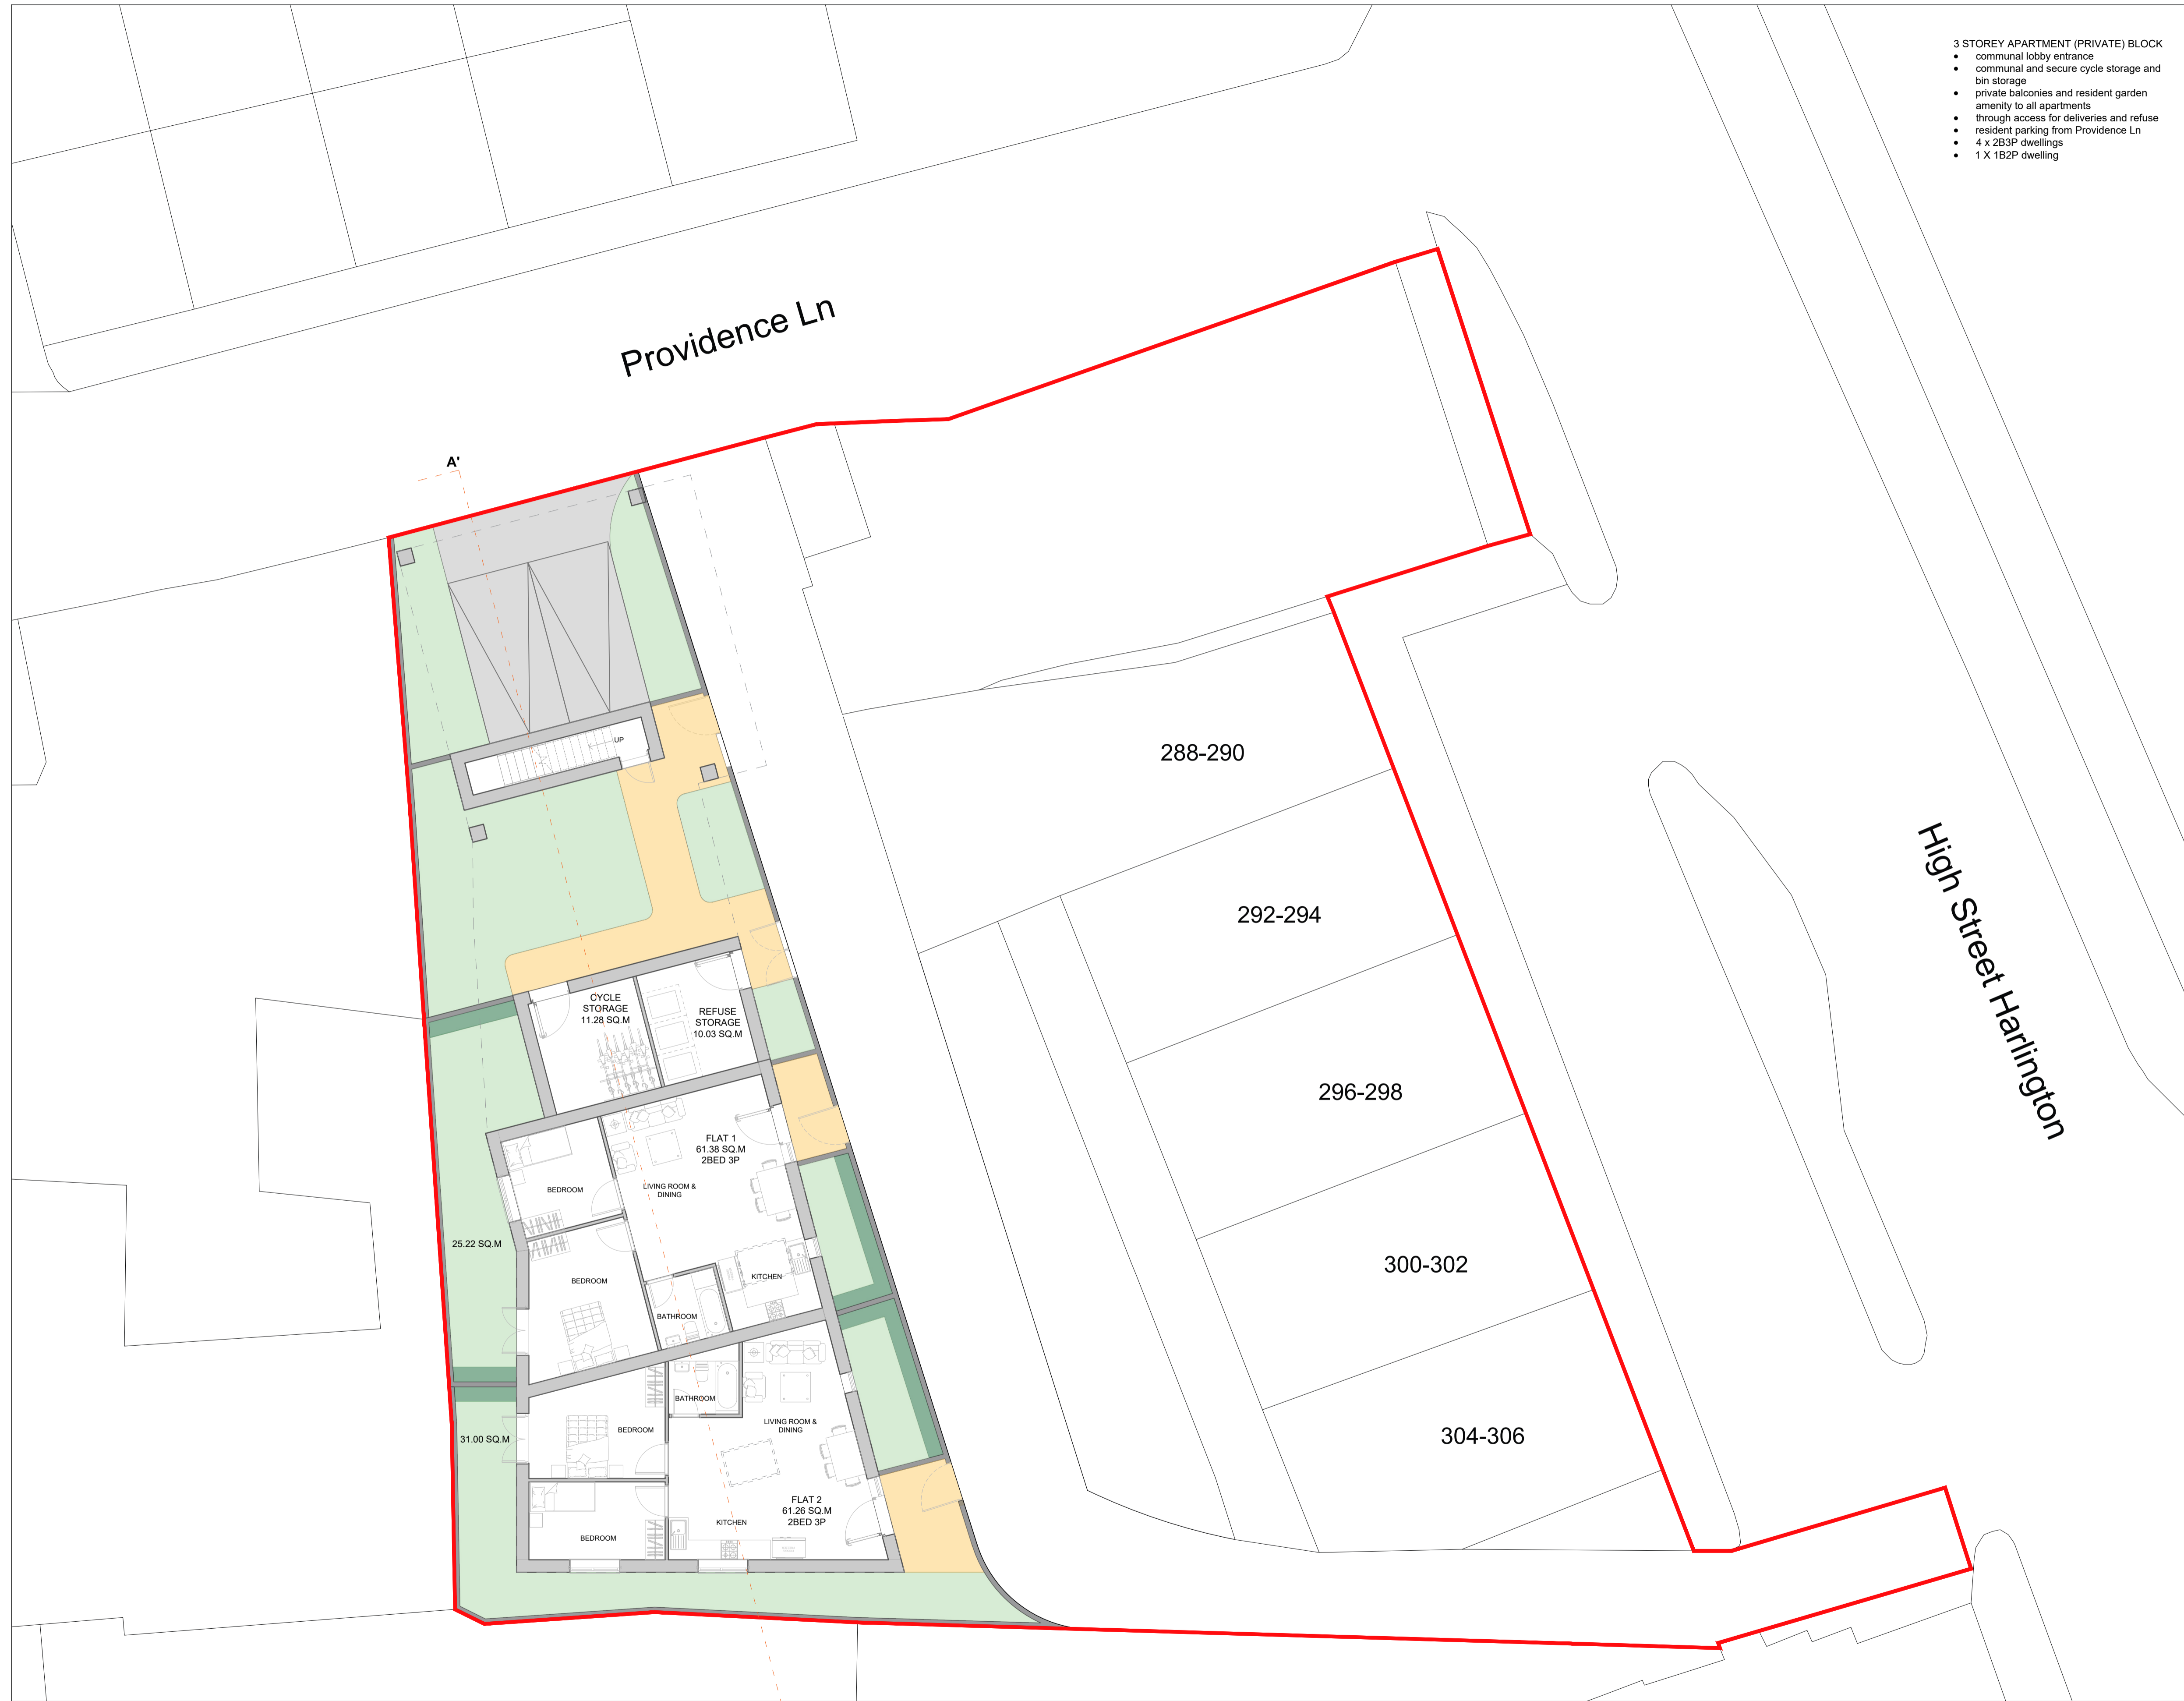 3 STOREY APARTMENT (PRIVATE) BLOCK
• communal lobby entrance
• communal and secure cycle storage and
bin storage
• private balconies and resident garden
amenity to all apartments
• through access for deliveries and refuse
• resident parking from Providence Ln
• 4 x 2B3P dwellings
• 1 X 1B2P dwelling
Providence Ln
A'
UP
288-290
292-294
296-298
300-302
304-306
High Street Harlington
CYCLE
STORAGE
11.28 SQ.M
REFUSE
STORAGE
10.03 SQ.M
FLAT 1
61.38 SQ.M
2BED 3P
LIVING ROOM &
DINING
BEDROOM
25.22 SQ.M
BEDROOM
KITCHEN
BATHROOM
BATHROOM
LIVING ROOM &
DINING
BEDROOM
31.00 SQ.M
FLAT 2
61.26 SQ.M
2BED 3P
KITCHEN
BEDROOM